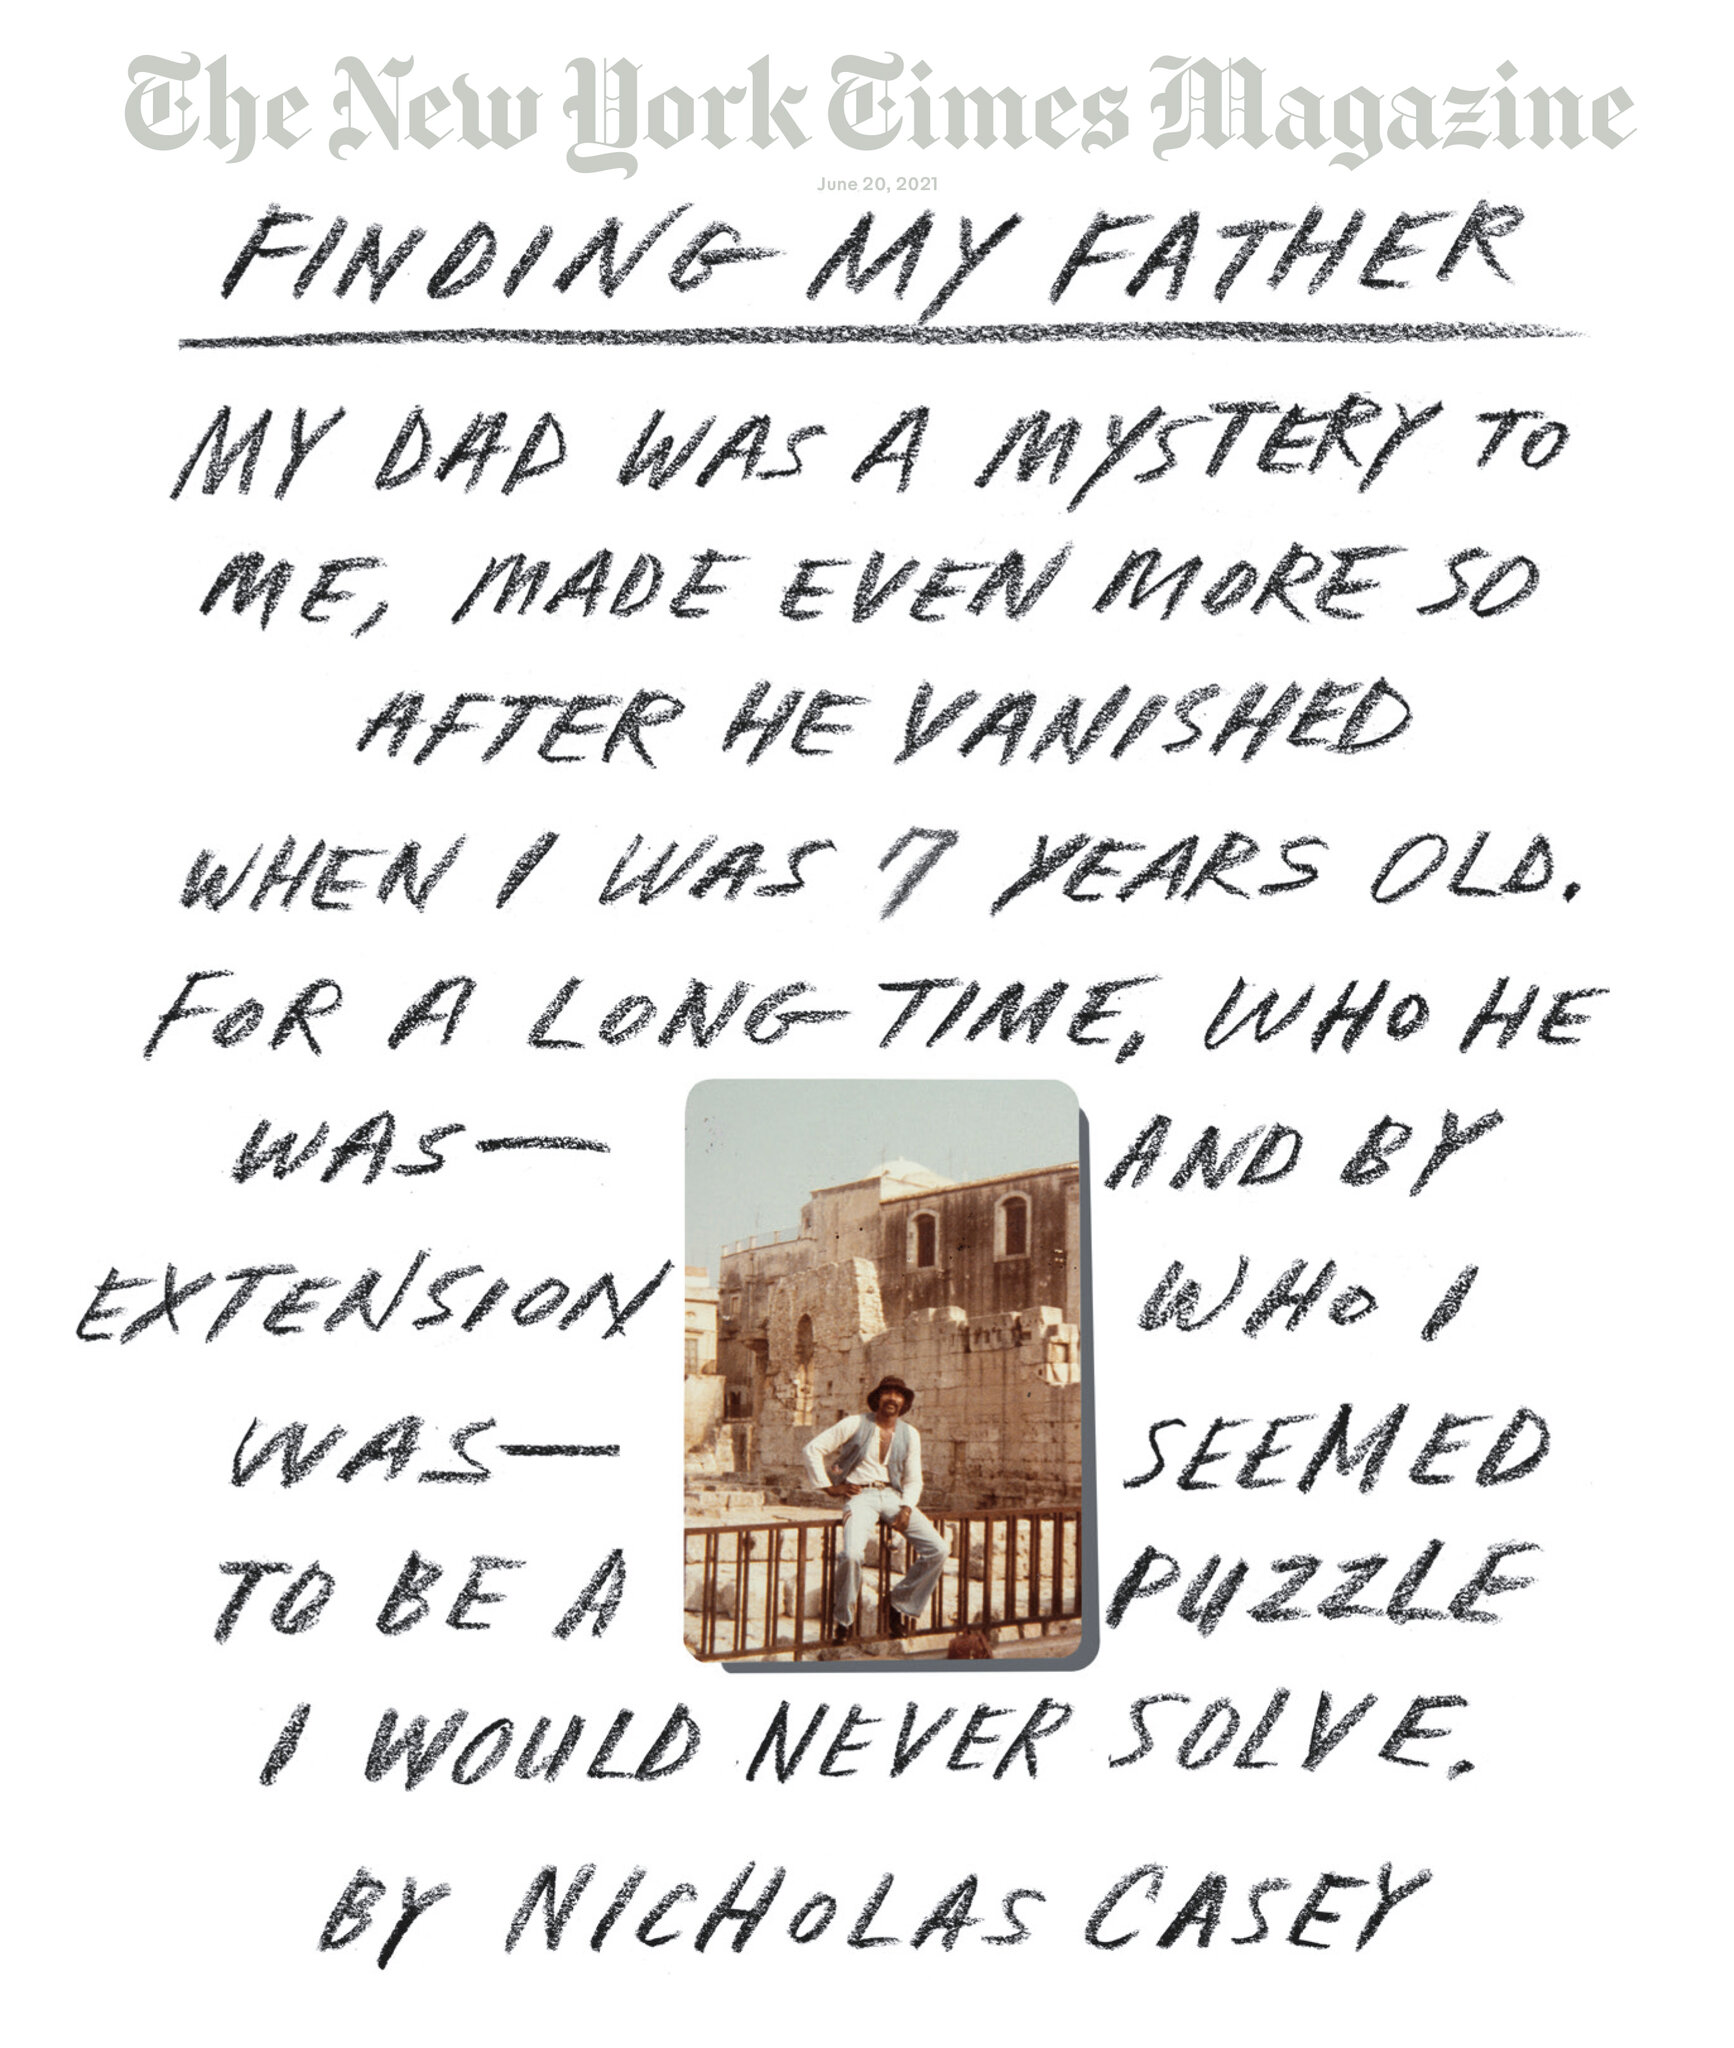 The New York Times Magazine
June 20, 2021
FINDING MY FATHER
MY DAD WAS A MYSTERY TO
ME, MADE EVEN MORE SO
AFTER HE VANISHED
WHEN I WAS 7 YEARS OLD.
FOR A LONG TIME, WHO HE
WAS— AND BY
EXTENSION WHO I
WAS— SEEMED
TO BE A PUZZLE
I WOULD NEVER SOLVE.
BY NICHOLAS CASEY